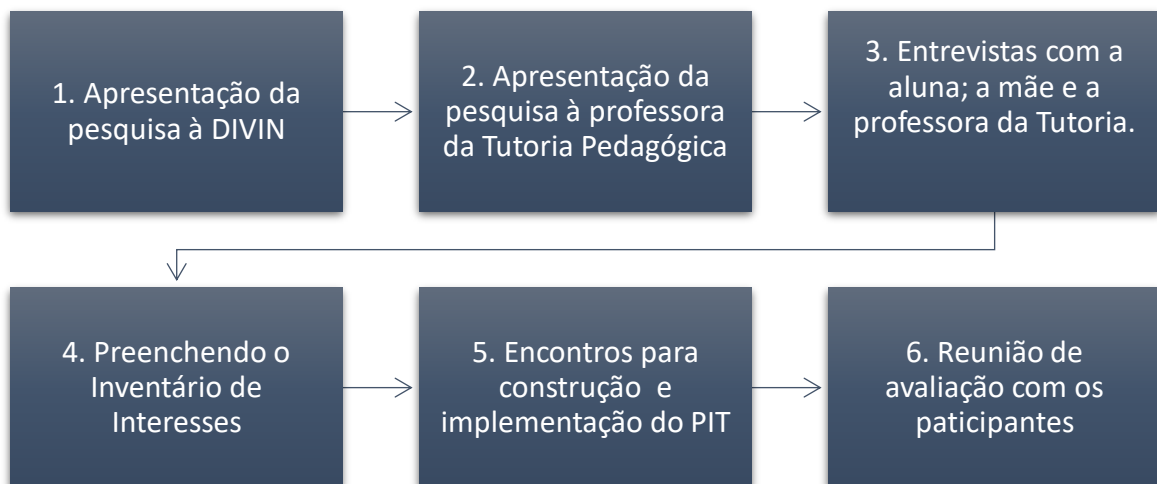 1. Apresentação da
pesquisa à DIVIN
2. Apresentação da
pesquisa à professora
da Tutoria Pedagógica
3. Entrevistas com a
aluna; a mãe e a
professora da Tutoria.
4. Preenchendo o
Inventário de
Interesses
5. Encontros para
construção e
implementação do PIT
6. Reunião de
avaliação com os
paticipantes